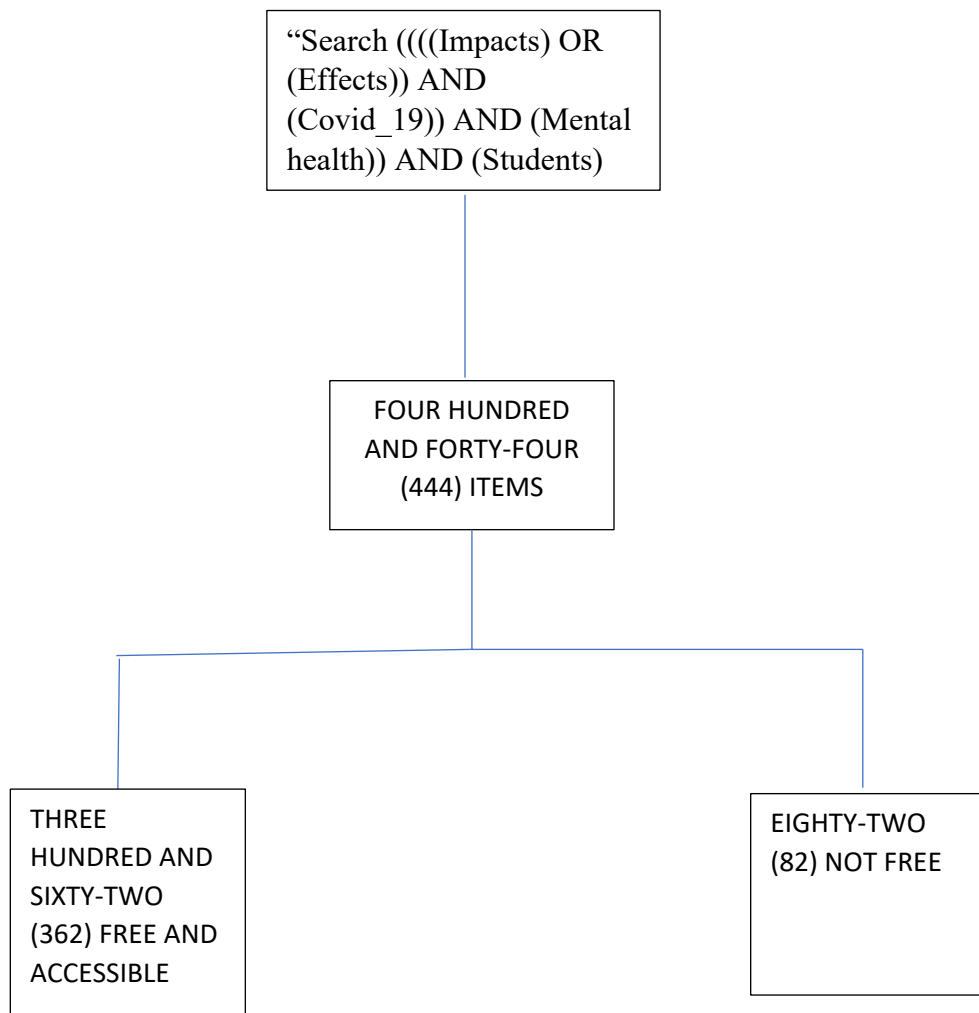 “Search ((((Impacts) OR
(Effects)) AND
(Covid_19)) AND (Mental
health)) AND (Students)
FOUR HUNDRED
AND FORTY-FOUR
(444) ITEMS
THREE
HUNDRED AND
SIXTY-TWO
(362) FREE AND
ACCESSIBLE
EIGHTY-TWO
(82) NOT FREE